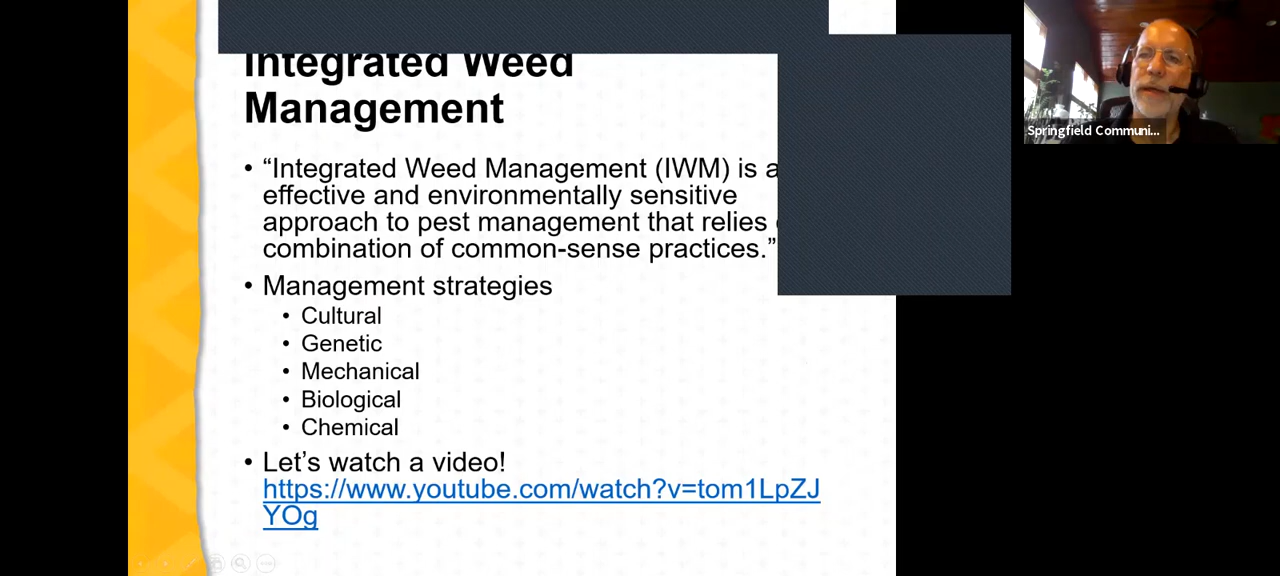 Integrated Weed
Management
• “Integrated Weed Management (IWM) is a
effective and environmentally sensitive
approach to pest management that relies
combination of common-sense practices.”
• Management strategies
• Cultural
• Genetic
• Mechanical
• Biological
• Chemical
• Let’s watch a video!
https://www.youtube.com/watch?v=tom1LpZJ
YOg
Springfield Communi...